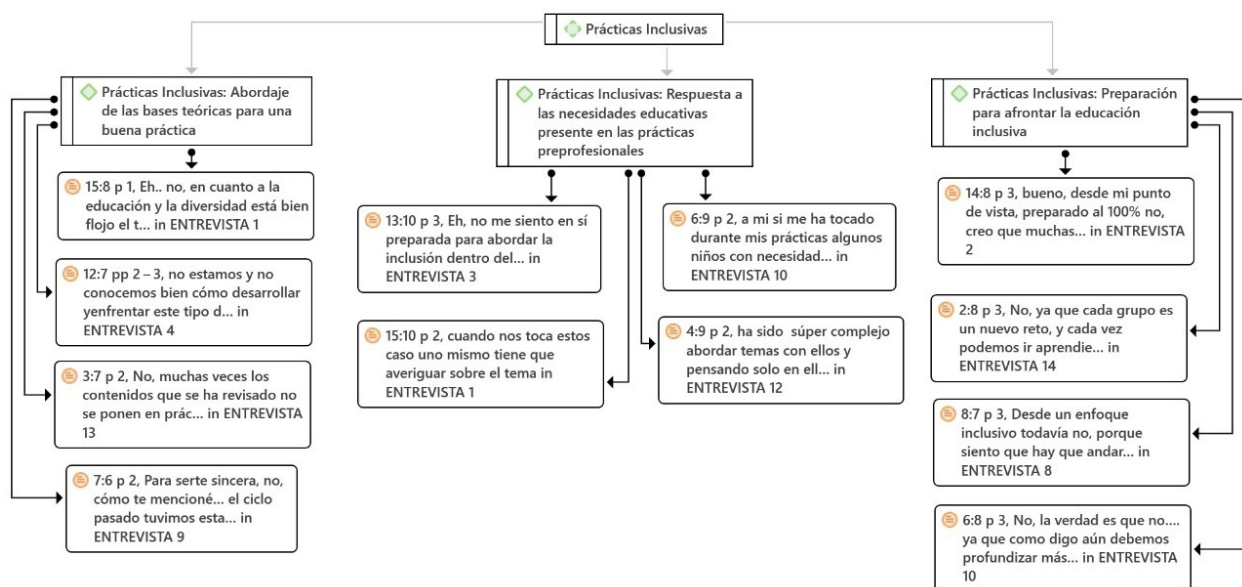 Prácticas Inclusivas
Prácticas Inclusivas: Abordaje
de las bases teóricas para una
buena práctica
15:8 p 1, Eh.. no, en cuanto a la
educación y la diversidad está bien
flojo el t... in ENTREVISTA 1
12:7 pp 2 – 3, no estamos y no
conocemos bien cómo desarrollar
yenfrentar este tipo d... in
ENTREVISTA 4
3:7 p 2, No, muchas veces los
contenidos que se ha revisado no
se ponen en prác... in ENTREVISTA
13
7:6 p 2, Para serte sincera, no,
cómo te mencioné... el ciclo
pasado tuvimos esta... in
ENTREVISTA 9
Prácticas Inclusivas: Respuesta a
las necesidades educativas
presente en las prácticas
preprofesionales
13:10 p 3, Eh, no me siento en sí
preparada para abordar la
inclusión dentro del... in
ENTREVISTA 3
6:9 p 2, a mi si me ha tocado
durante mis prácticas algunos
niños con necesidad... in
ENTREVISTA 10
15:10 p 2, cuando nos toca estos
caso uno mismo tiene que
averiguar sobre el tema in
ENTREVISTA 1
4:9 p 2, ha sido súper complejo
abordar temas con ellos y
pensando solo en ell... in
ENTREVISTA 12
Prácticas Inclusivas: Preparación
para afrontar la educación
inclusiva
14:8 p 3, bueno, desde mi punto
de vista, preparado al 100% no,
creo que muchas... in ENTREVISTA
2
2:8 p 3, No, ya que cada grupo es
un nuevo reto, y cada vez
podemos ir aprendie... in
ENTREVISTA 14
8:7 p 3, Desde un enfoque
inclusivo todavía no, porque
siento que hay que andar... in
ENTREVISTA 8
6:8 p 3, No, la verdad es que no....
ya que como digo aún debemos
profundizar más... in ENTREVISTA
10